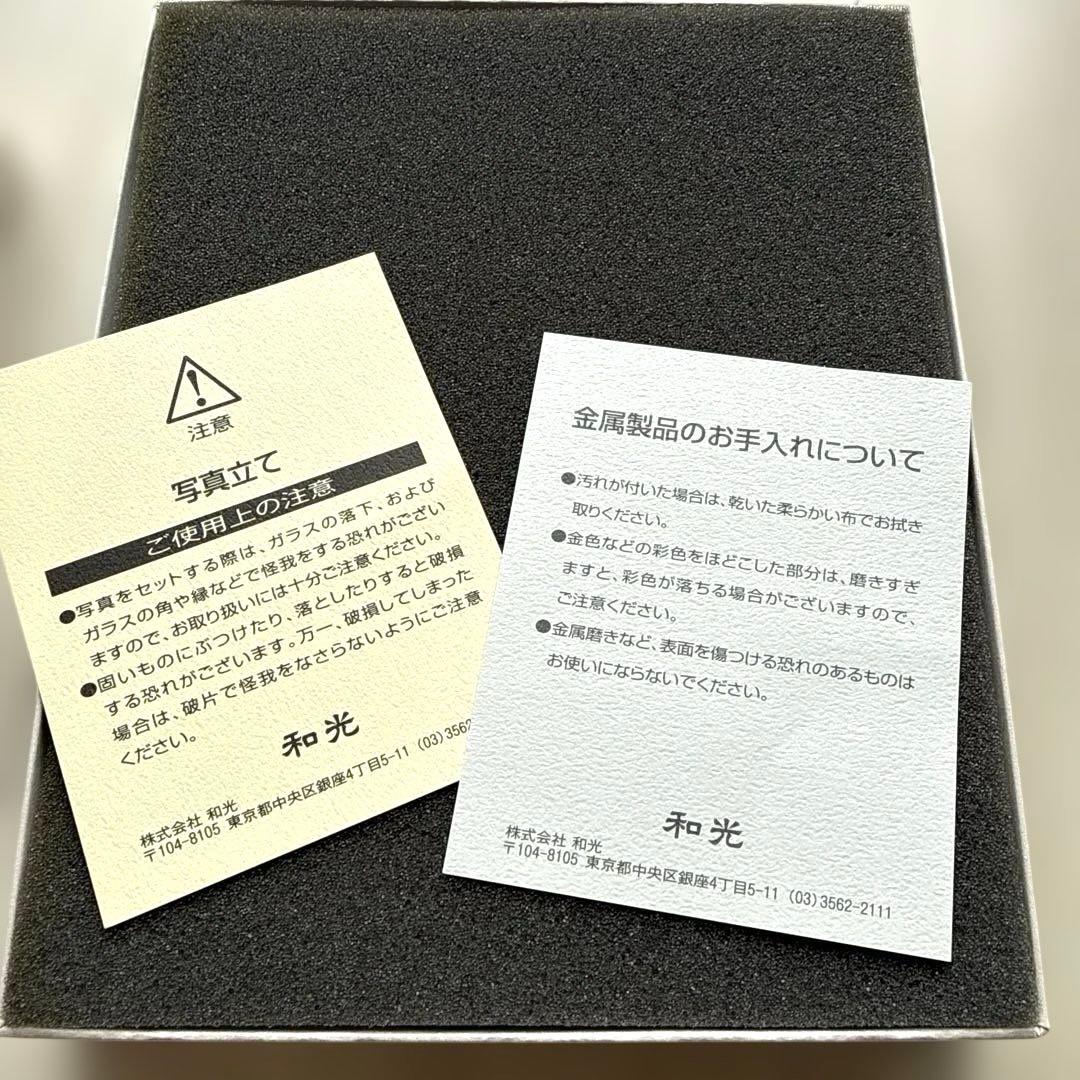 注意
写真立て
ご使用上の注意
●写真をセットする際は、ガラスの落下、および
ガラスの角や縁などで怪我をする恐れがござい
ますので、お取り扱いには十分ご注意ください。
●固いものにぶつけたり、落としたりすると破損
する恐れがございます。万一、破損してしまった
場合は、破片で怪我をなさらないようにご注意
ください。
和光
株式会社 和光
〒104-8105 東京都中央区銀座4丁目5-11 (03)3562
金属製品のお手入れについて
●汚れが付いた場合は、乾いた柔らかい布でお拭き
取りください。
●金色などの彩色をほどこした部分は、磨きすぎ
ますと、彩色が落ちる場合がございますので、
ご注意ください。
●金属磨きなど、表面を傷つける恐れのあるものは
お使いにならないでください。
和光
株式会社 和光
〒104-8105 東京都中央区銀座4丁目5-11 (03)3562-2111